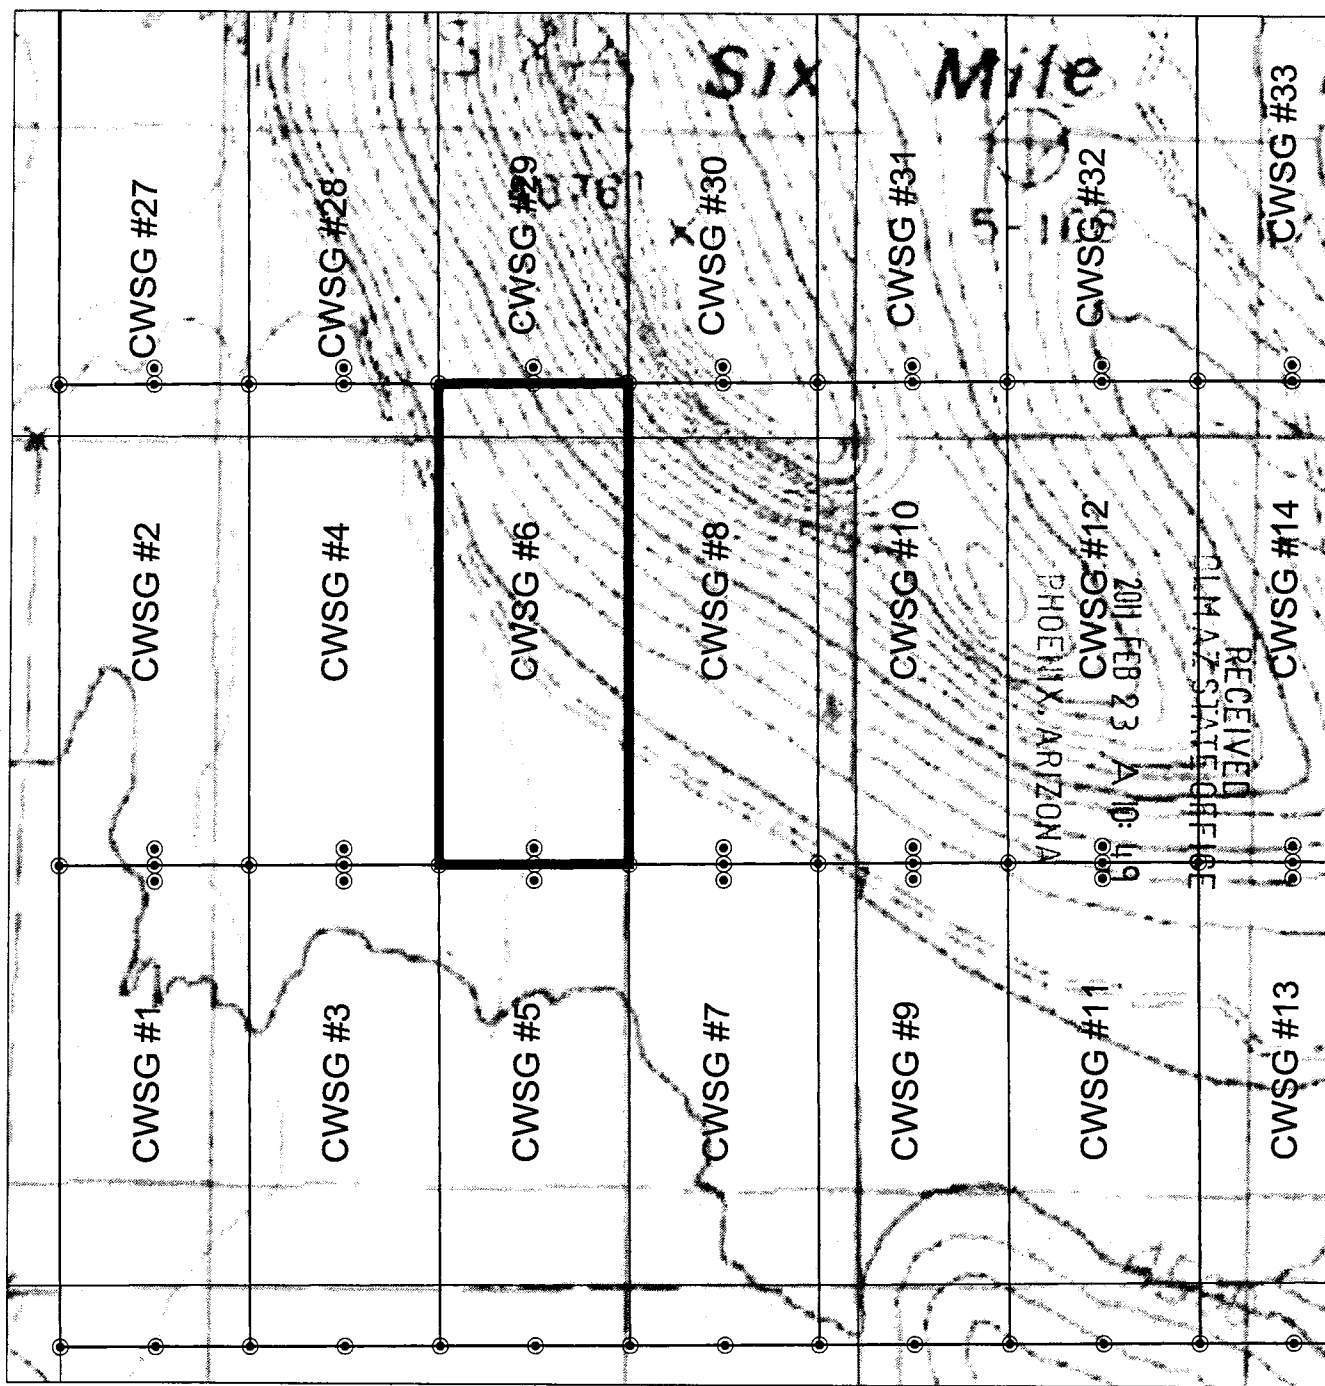 Six Mile
CWSG #27
CWSG #28
CWSG #29
CWSG #30
CWSG #31
CWSG #32
CWSG #33
CWSG #2
CWSG #4
CWSG #6
CWSG #8
CWSG #10
CWSG #12
CWSG #14
RECEIVED
BLM AZ STATE OFFICE
2011 FEB 23 A 10:49
PHOENIX, ARIZONA
CWSG #1
CWSG #3
CWSG #5
CWSG #7
CWSG #9
CWSG #11
CWSG #13